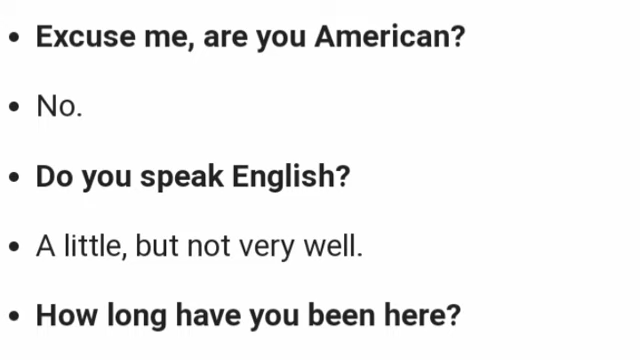 • Excuse me, are you American?
• No.
• Do you speak English?
• A little, but not very well.
• How long have you been here?